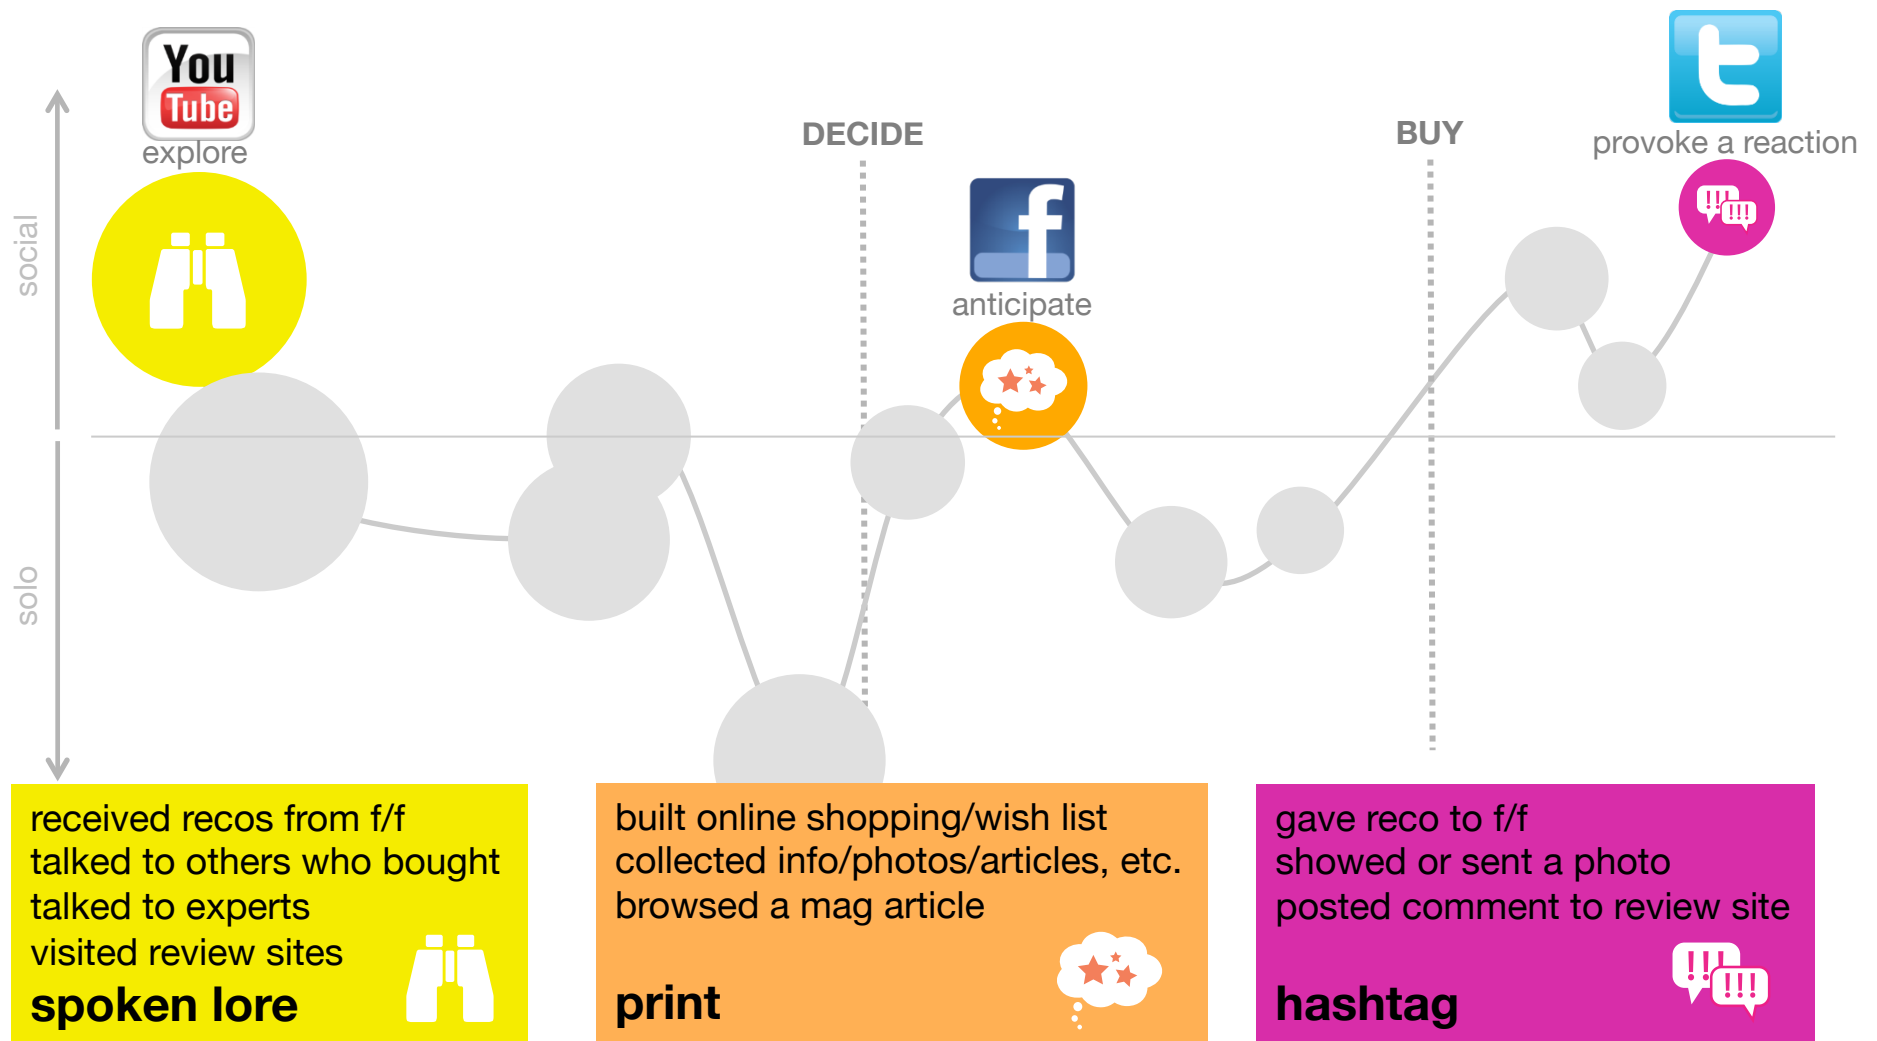 You
Tube
explore
DECIDE
BUY
t
provoke a reaction
f
anticipate
!!!
!!!
social
solo
received recos from f/f
talked to others who bought
talked to experts
visited review sites
spoken lore
built online shopping/wish list
collected info/photos/articles, etc.
browsed a mag article
print
gave reco to f/f
showed or sent a photo
posted comment to review site
hashtag
!!!
!!!